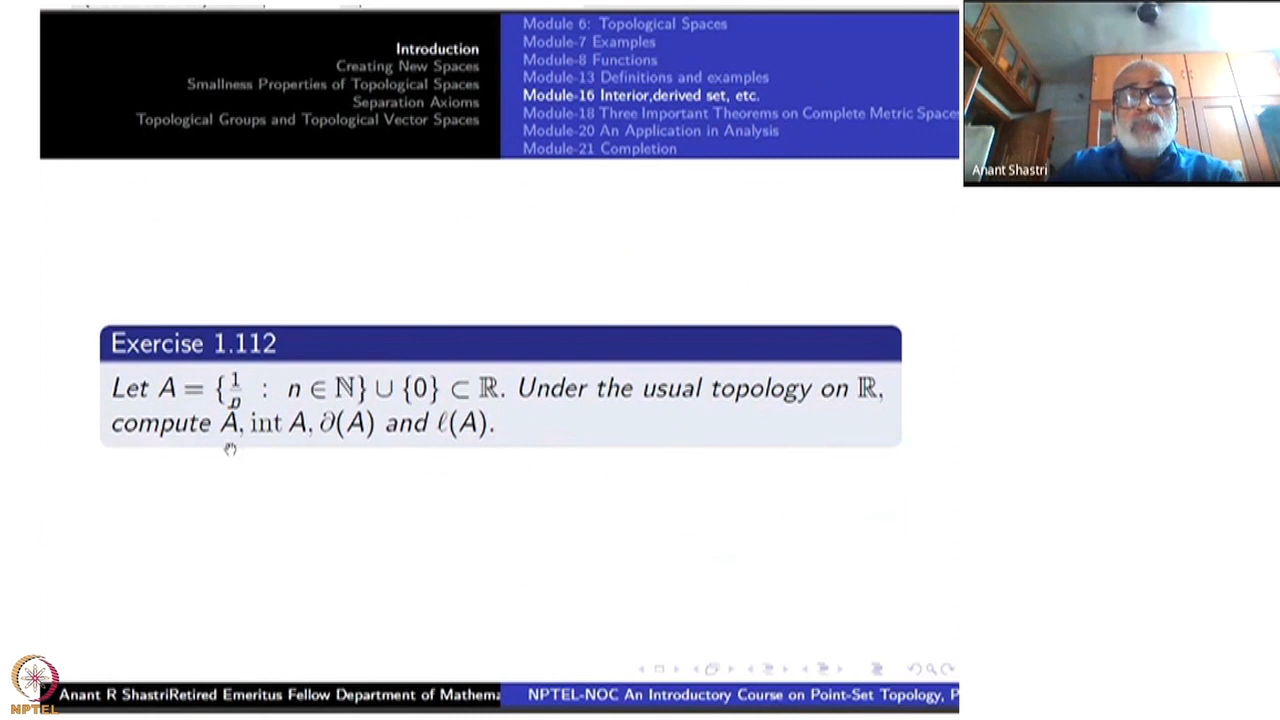 Introduction
Creating New Spaces
Smallness Properties of Topological Spaces
Separation Axioms
Topological Groups and Topological Vector Spaces
Module 6: Topological Spaces
Module-7 Examples
Module-8 Functions
Module-13 Definitions and examples
Module-16 Interior,derived set, etc.
Module-18 Three Important Theorems on Complete Metric Space
Module-20 An Application in Analysis
Module-21 Completion
Anant Shastri
Exercise 1.112
Let A = {1/n : n ∈ ℕ} ∪ {0} ⊂ ℝ. Under the usual topology on ℝ,
compute Ā, int A, ∂(A) and ℓ(A).
NPTEL
Anant R ShastriRetired Emeritus Fellow Department of Mathema
NPTEL-NOC An Introductory Course on Point-Set Topology, P